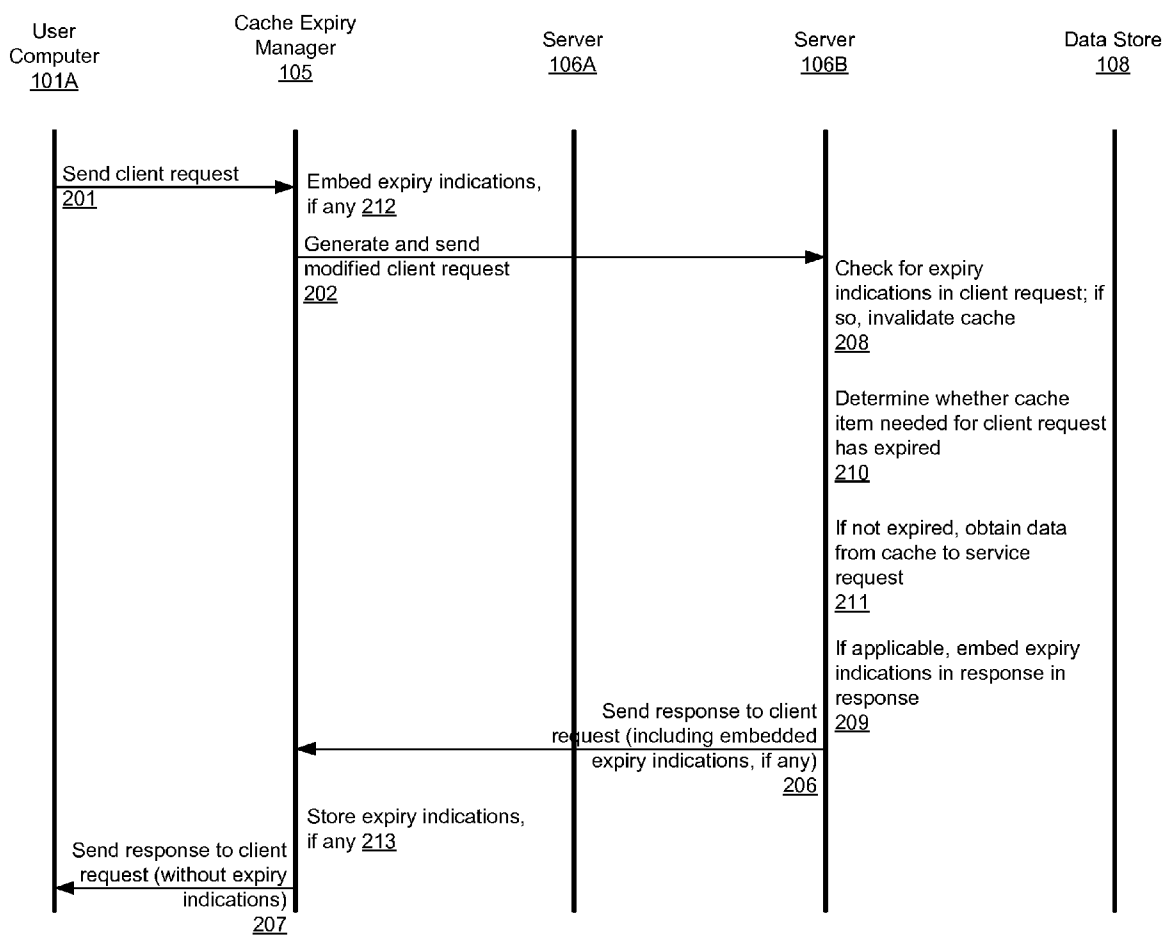 User
Computer
101A
Cache Expiry
Manager
105
Server
106A
Server
106B
Data Store
108
Send client request
201
Embed expiry indications,
if any 212
Generate and send
modified client request
202
Check for expiry
indications in client request; if
so, invalidate cache
208
Determine whether cache
item needed for client request
has expired
210
If not expired, obtain data
from cache to service
request
211
If applicable, embed expiry
indications in response in
response
209
Send response to client
request (including embedded
expiry indications, if any)
206
Store expiry indications,
if any 213
Send response to client
request (without expiry
indications)
207